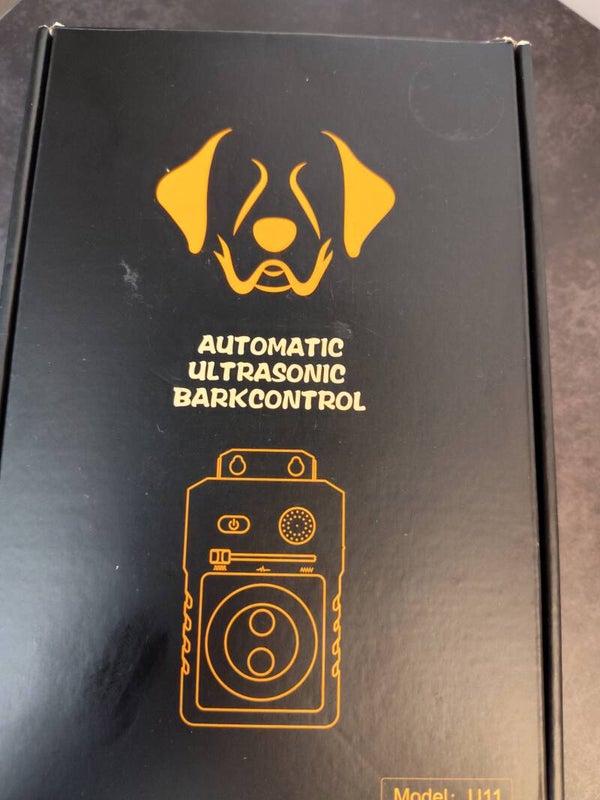 AUTOMATIC
ULTRASONIC
BARKCONTROL
Model: U11